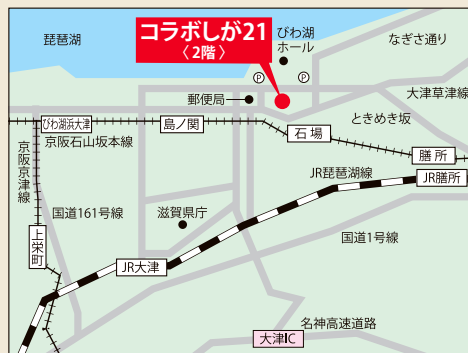 琵琶湖
コラボしが21
〈2階〉
びわ湖
ホール
なぎさ通り
P
P
郵便局
大津草津線
ときめき坂
びわ湖浜大津
島ノ関
石場
京阪石山坂本線
膳所
京阪京津線
JR琵琶湖線
JR膳所
国道161号線
滋賀県庁
上栄町
国道1号線
JR大津
名神高速道路
大津IC